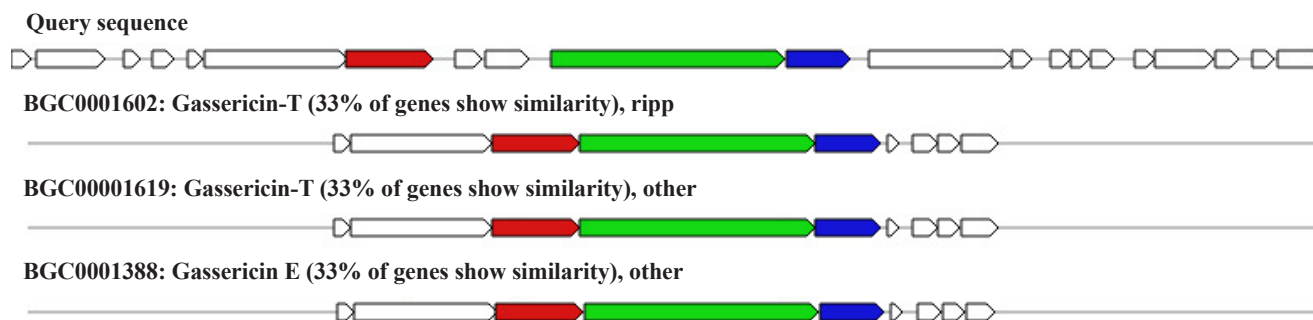 Query sequence
BGC0001602: Gassericin-T (33% of genes show similarity), ripp
BGC00001619: Gassericin-T (33% of genes show similarity), other
BGC0001388: Gassericin E (33% of genes show similarity), other